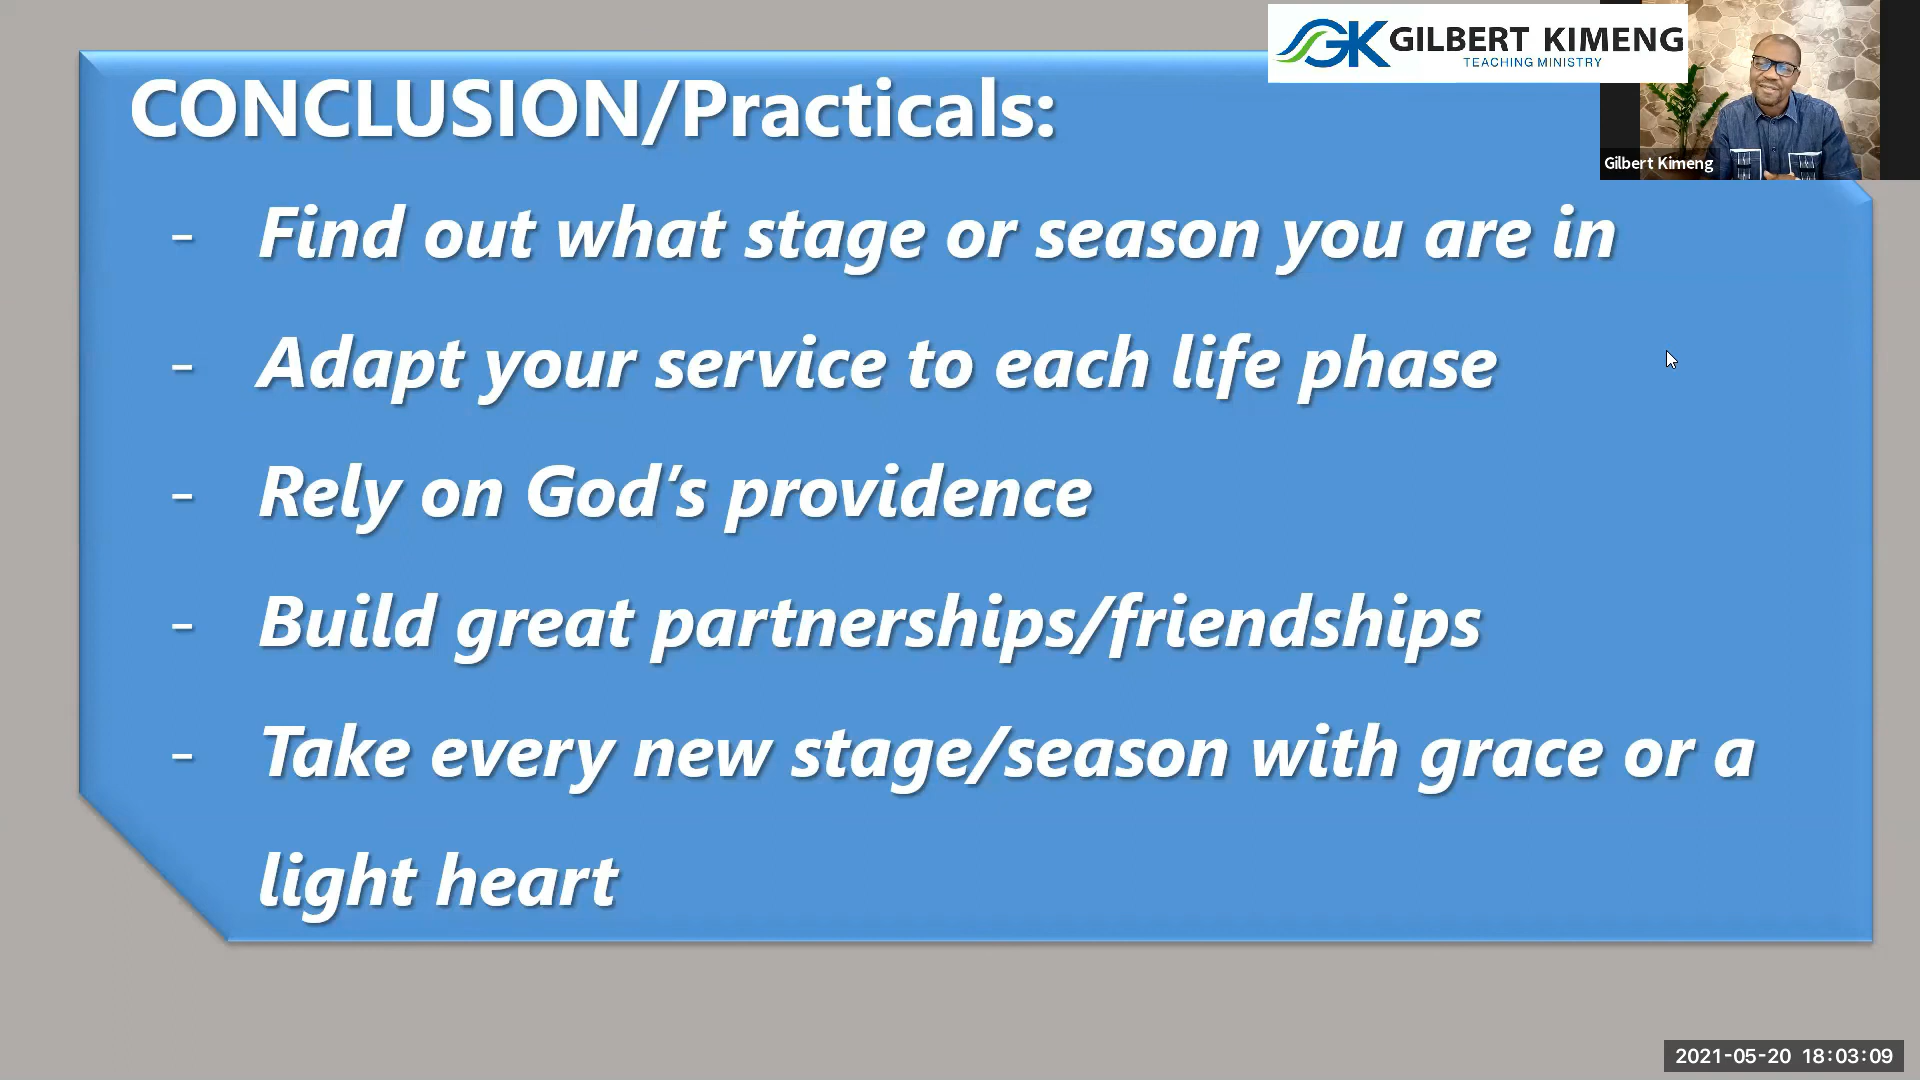 GK GILBERT KIMENG
TEACHING MINISTRY
Gilbert Kimeng
CONCLUSION/Practicals:
- Find out what stage or season you are in
- Adapt your service to each life phase
- Rely on God's providence
- Build great partnerships/friendships
- Take every new stage/season with grace or a
light heart
2021-05-20 18:03:09